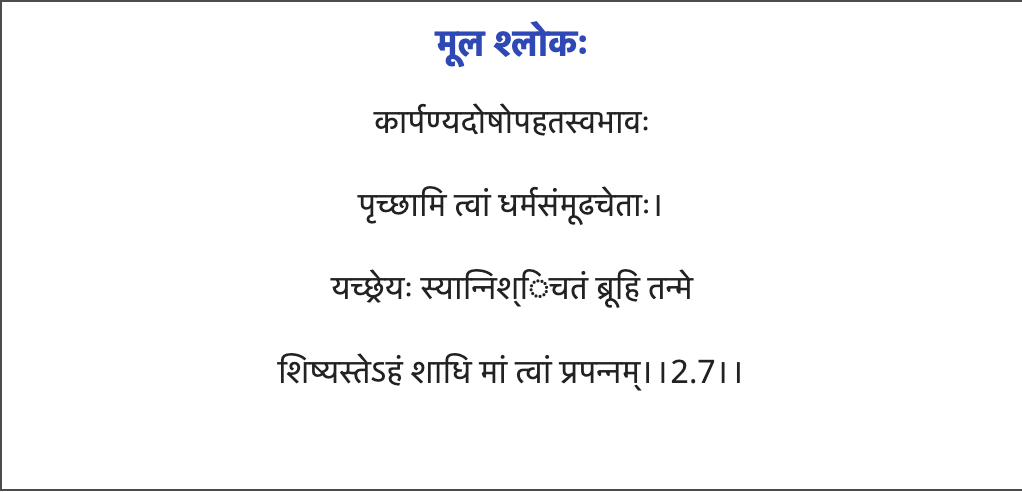 मूल श्लोकः
कार्पण्यदोषोपहतस्वभावः
पृच्छामि त्वां धर्मसंमूढचेताः।
यच्छ्रेयः स्यान्निश्िचतं ब्रूहि तन्मे
शिष्यस्तेऽहं शाधि मां त्वां प्रपन्नम्।।2.7।।